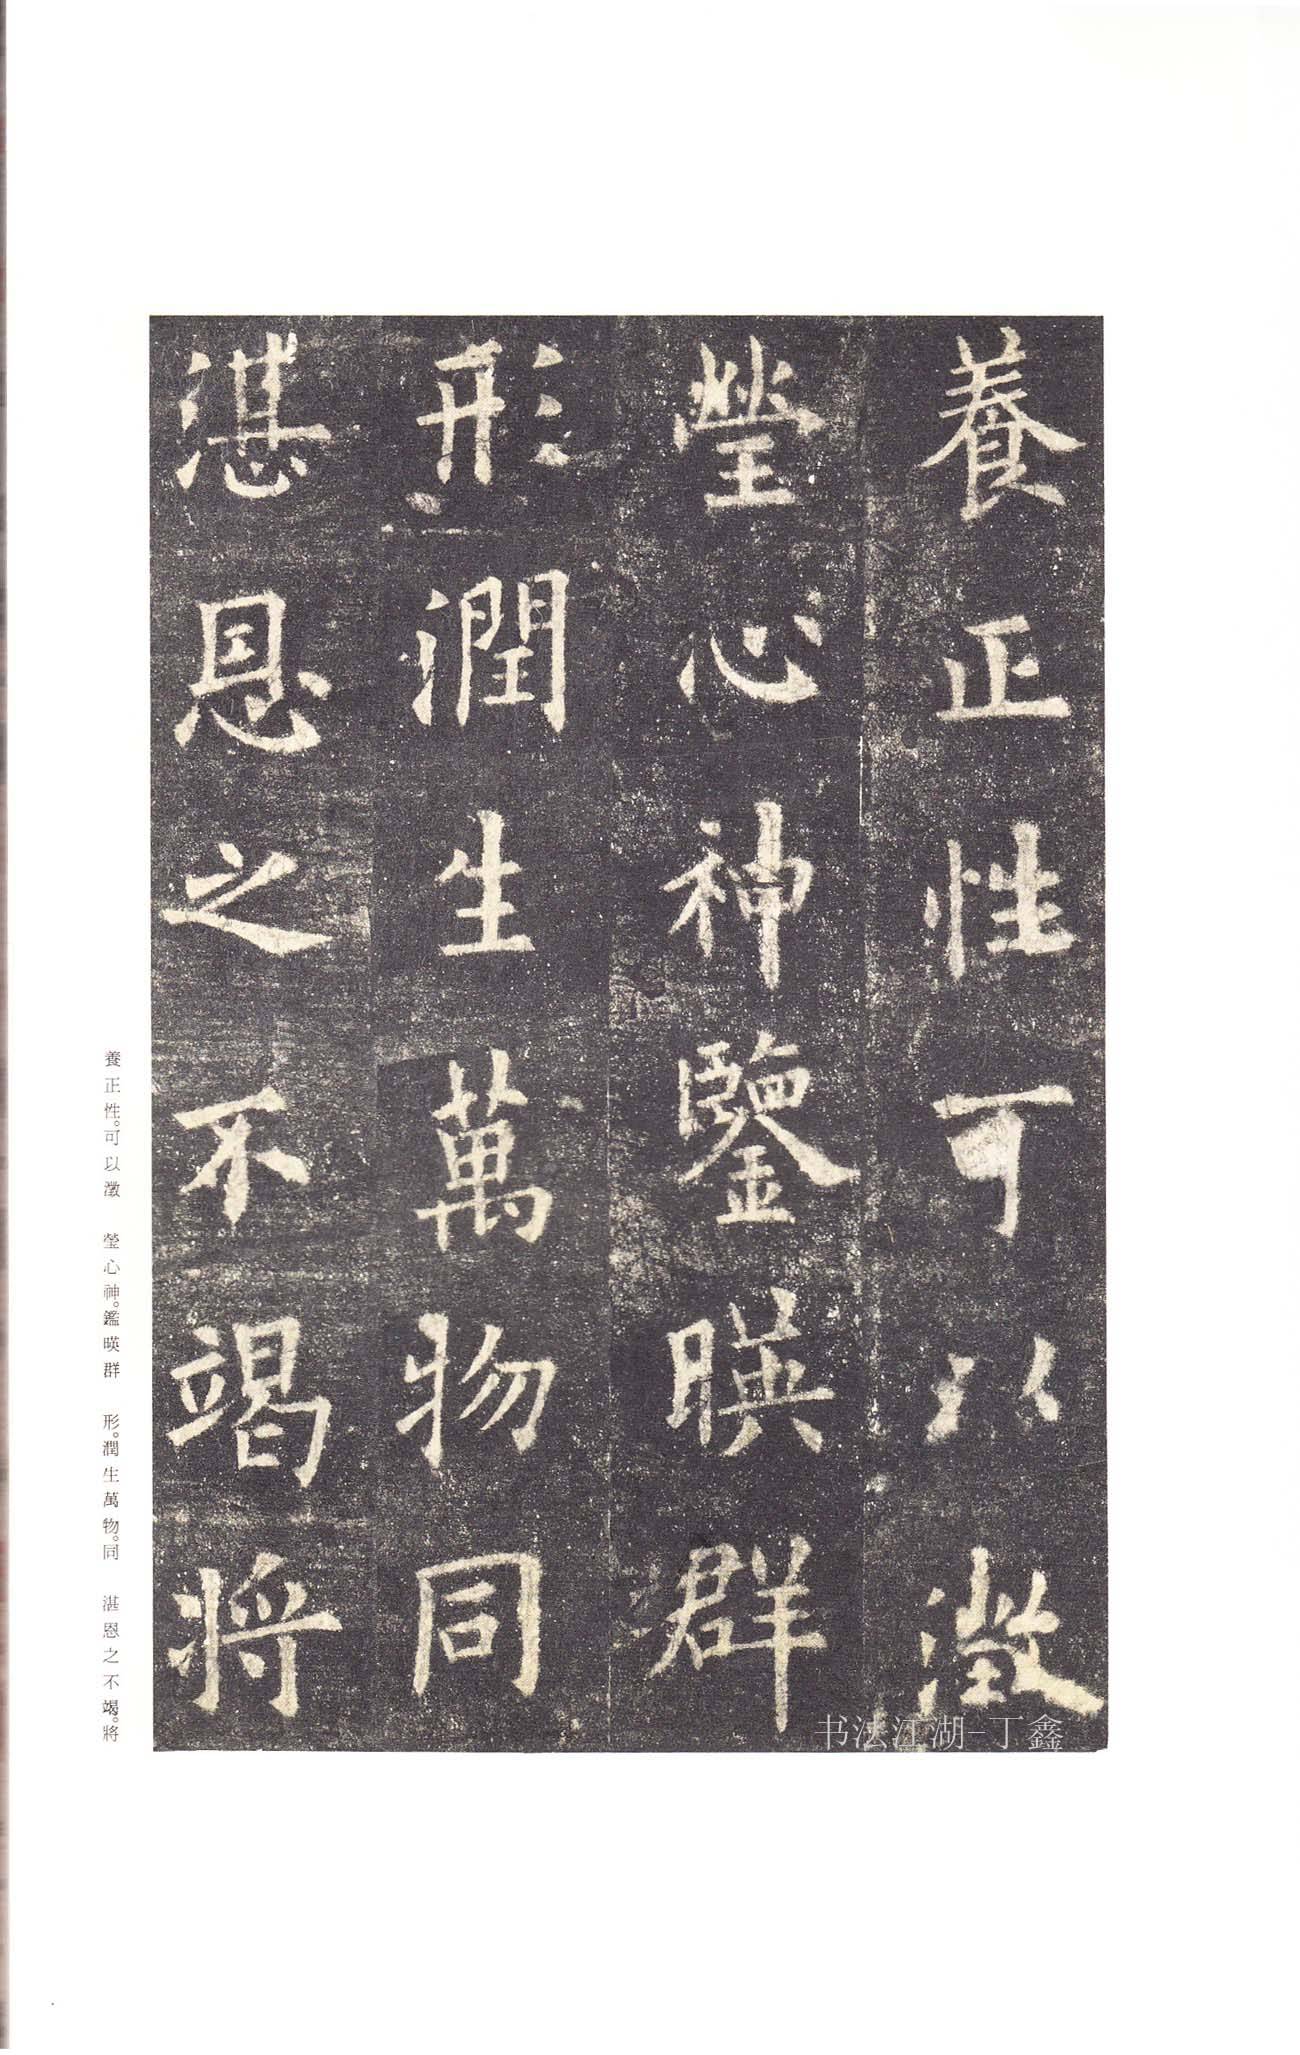 養正性可以澂
瑩心神鑒暎群
形潤生萬物同
湛恩之不竭將
養正性。可以澂　瑩心神。鑑暎群　形。潤生萬物。同　湛恩之不竭。將
书法江湖-丁鑫